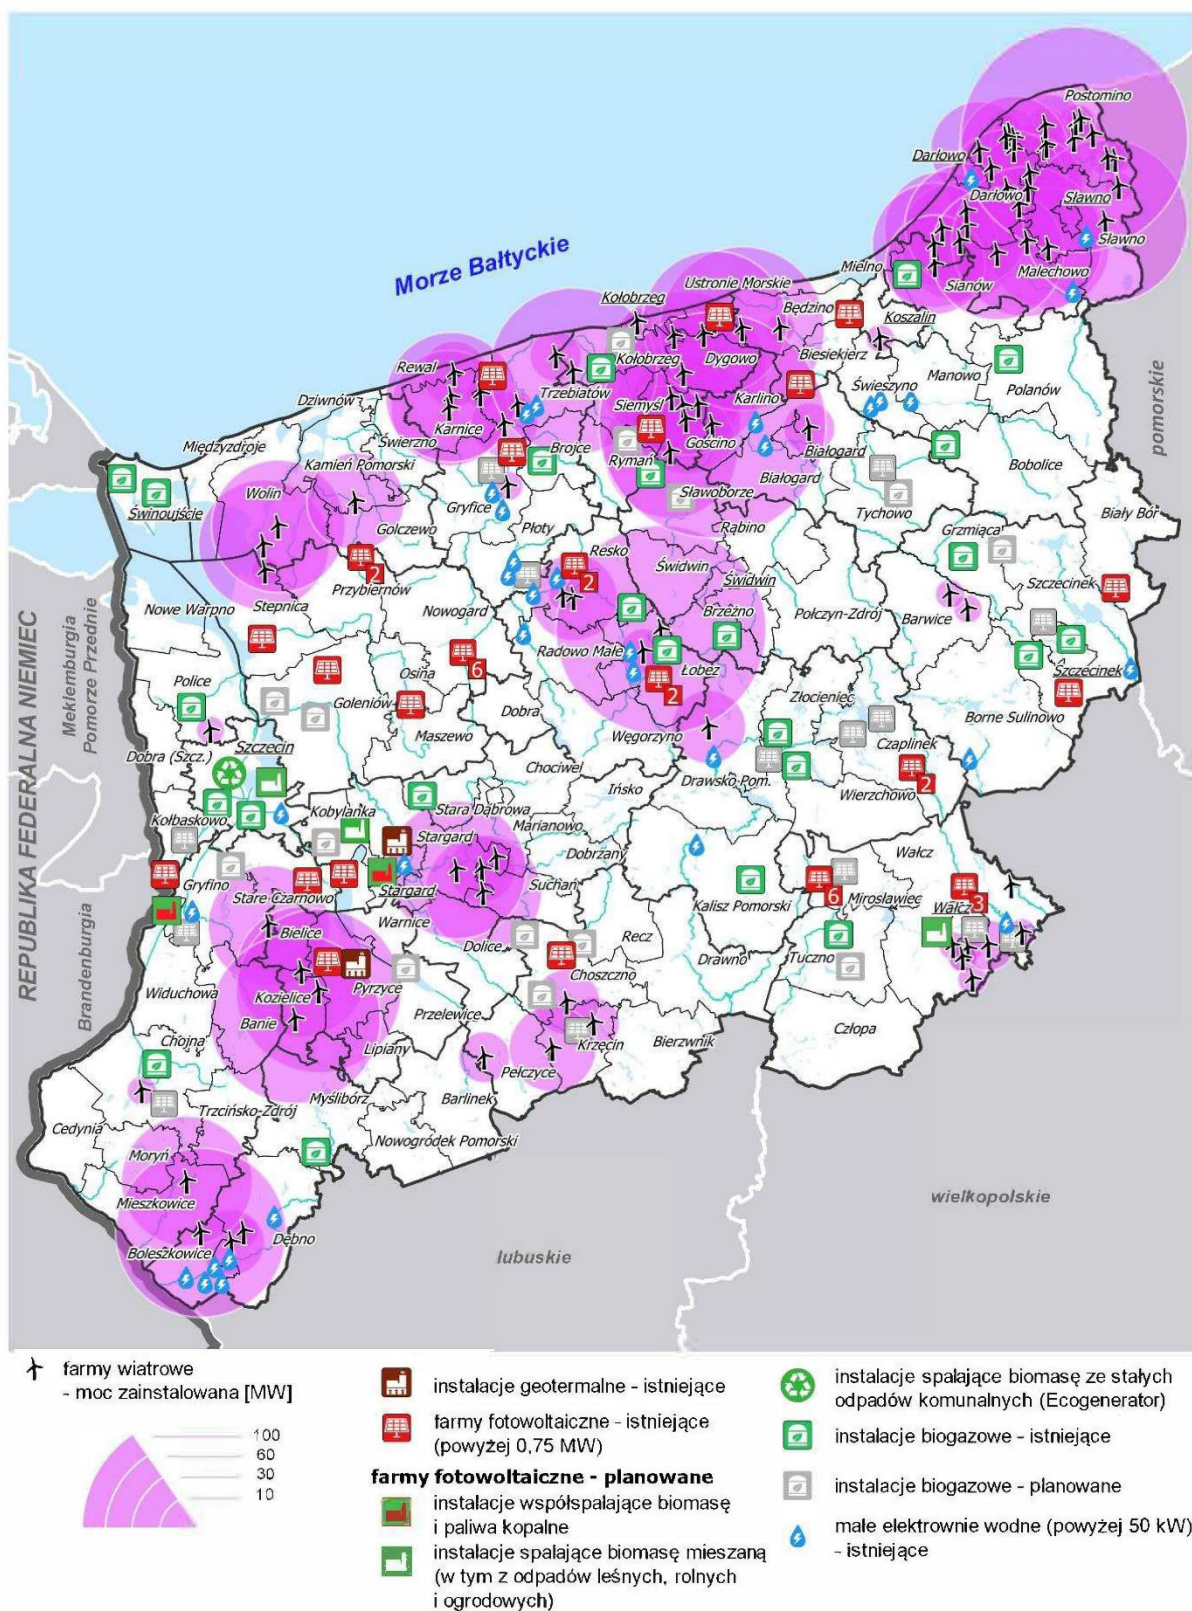 Postomino
Darłowo
Darłowo
Sławno
Sławno
Morze Bałtyckie
Mielno
Malechowo
Sianów
Ustronie Morskie
Kołobrzeg
Będzino
Koszalin
pomorskie
Kołobrzeg
Dygowo
Biesiekierz
Rewal
Manowo
Polanów
Trzebiatów
Świeszyno
Dziwnów
Siemyśl
Karlino
Karnice
Międzyzdroje
Świerzno
Gościno
Białogard
Brojce
Kamień Pomorski
Rymań
Bobolice
Wolin
Białogard
Sławoborze
Świnoujście
Gryfice
Tychowo
Biały Bór
Golczewo
Płoty
Rąbino
Grzmiąca
Resko
Świdwin
Świdwin
Szczecinek
2
2
Przybiernów
Nowe Warpno
Stepnica
Nowogard
Brzeżno
Połczyn-Zdrój
Barwice
REPUBLIKA FEDERALNA NIEMIEC
Meklemburgia
Pomorze Przednie
Radowo Małe
Osina
6
Łobez
Szczecinek
Police
2
Złocieniec
Goleniów
Dobra
Borne Sulinowo
Maszewo
Węgorzyno
Szczecin
Czaplinek
Dobra (Szcz.)
Chociwel
Drawsko-Pom.
2
Ińsko
Wierzchowo
Kobylanka
Stara Dąbrowa
Kołbaskowo
Marianowo
Stargard
Dobrzany
Wałcz
Gryfino
Suchań
6
Stare Czarnowo
Stargard
Mirosławiec
3
Kalisz Pomorski
Wałcz
Brandenburgia
Warnice
Bielice
Recz
Dolice
Drawno
Tuczno
Choszczno
Widuchowa
Kozielice
Pyrzyce
Przelewice
Banie
Człopa
Chojna
Krzęcin
Bierzwnik
Lipiany
Pełczyce
Myślibórz
Barlinek
Trzcińsko-Zdrój
Cedynia
Nowogródek Pomorski
Moryń
Mieszkowice
wielkopolskie
Dębno
Boleszkowice
lubuskie
farmy wiatrowe
- moc zainstalowana [MW]
100
60
30
10
instalacje geotermalne - istniejące
farmy fotowoltaiczne - istniejące
(powyżej 0,75 MW)
farmy fotowoltaiczne - planowane
instalacje współspalające biomasę
i paliwa kopalne
instalacje spalające biomasę mieszaną
(w tym z odpadów leśnych, rolnych
i ogrodowych)
instalacje spalające biomasę ze stałych
odpadów komunalnych (Ecogenerator)
instalacje biogazowe - istniejące
instalacje biogazowe - planowane
małe elektrownie wodne (powyżej 50 kW)
- istniejące